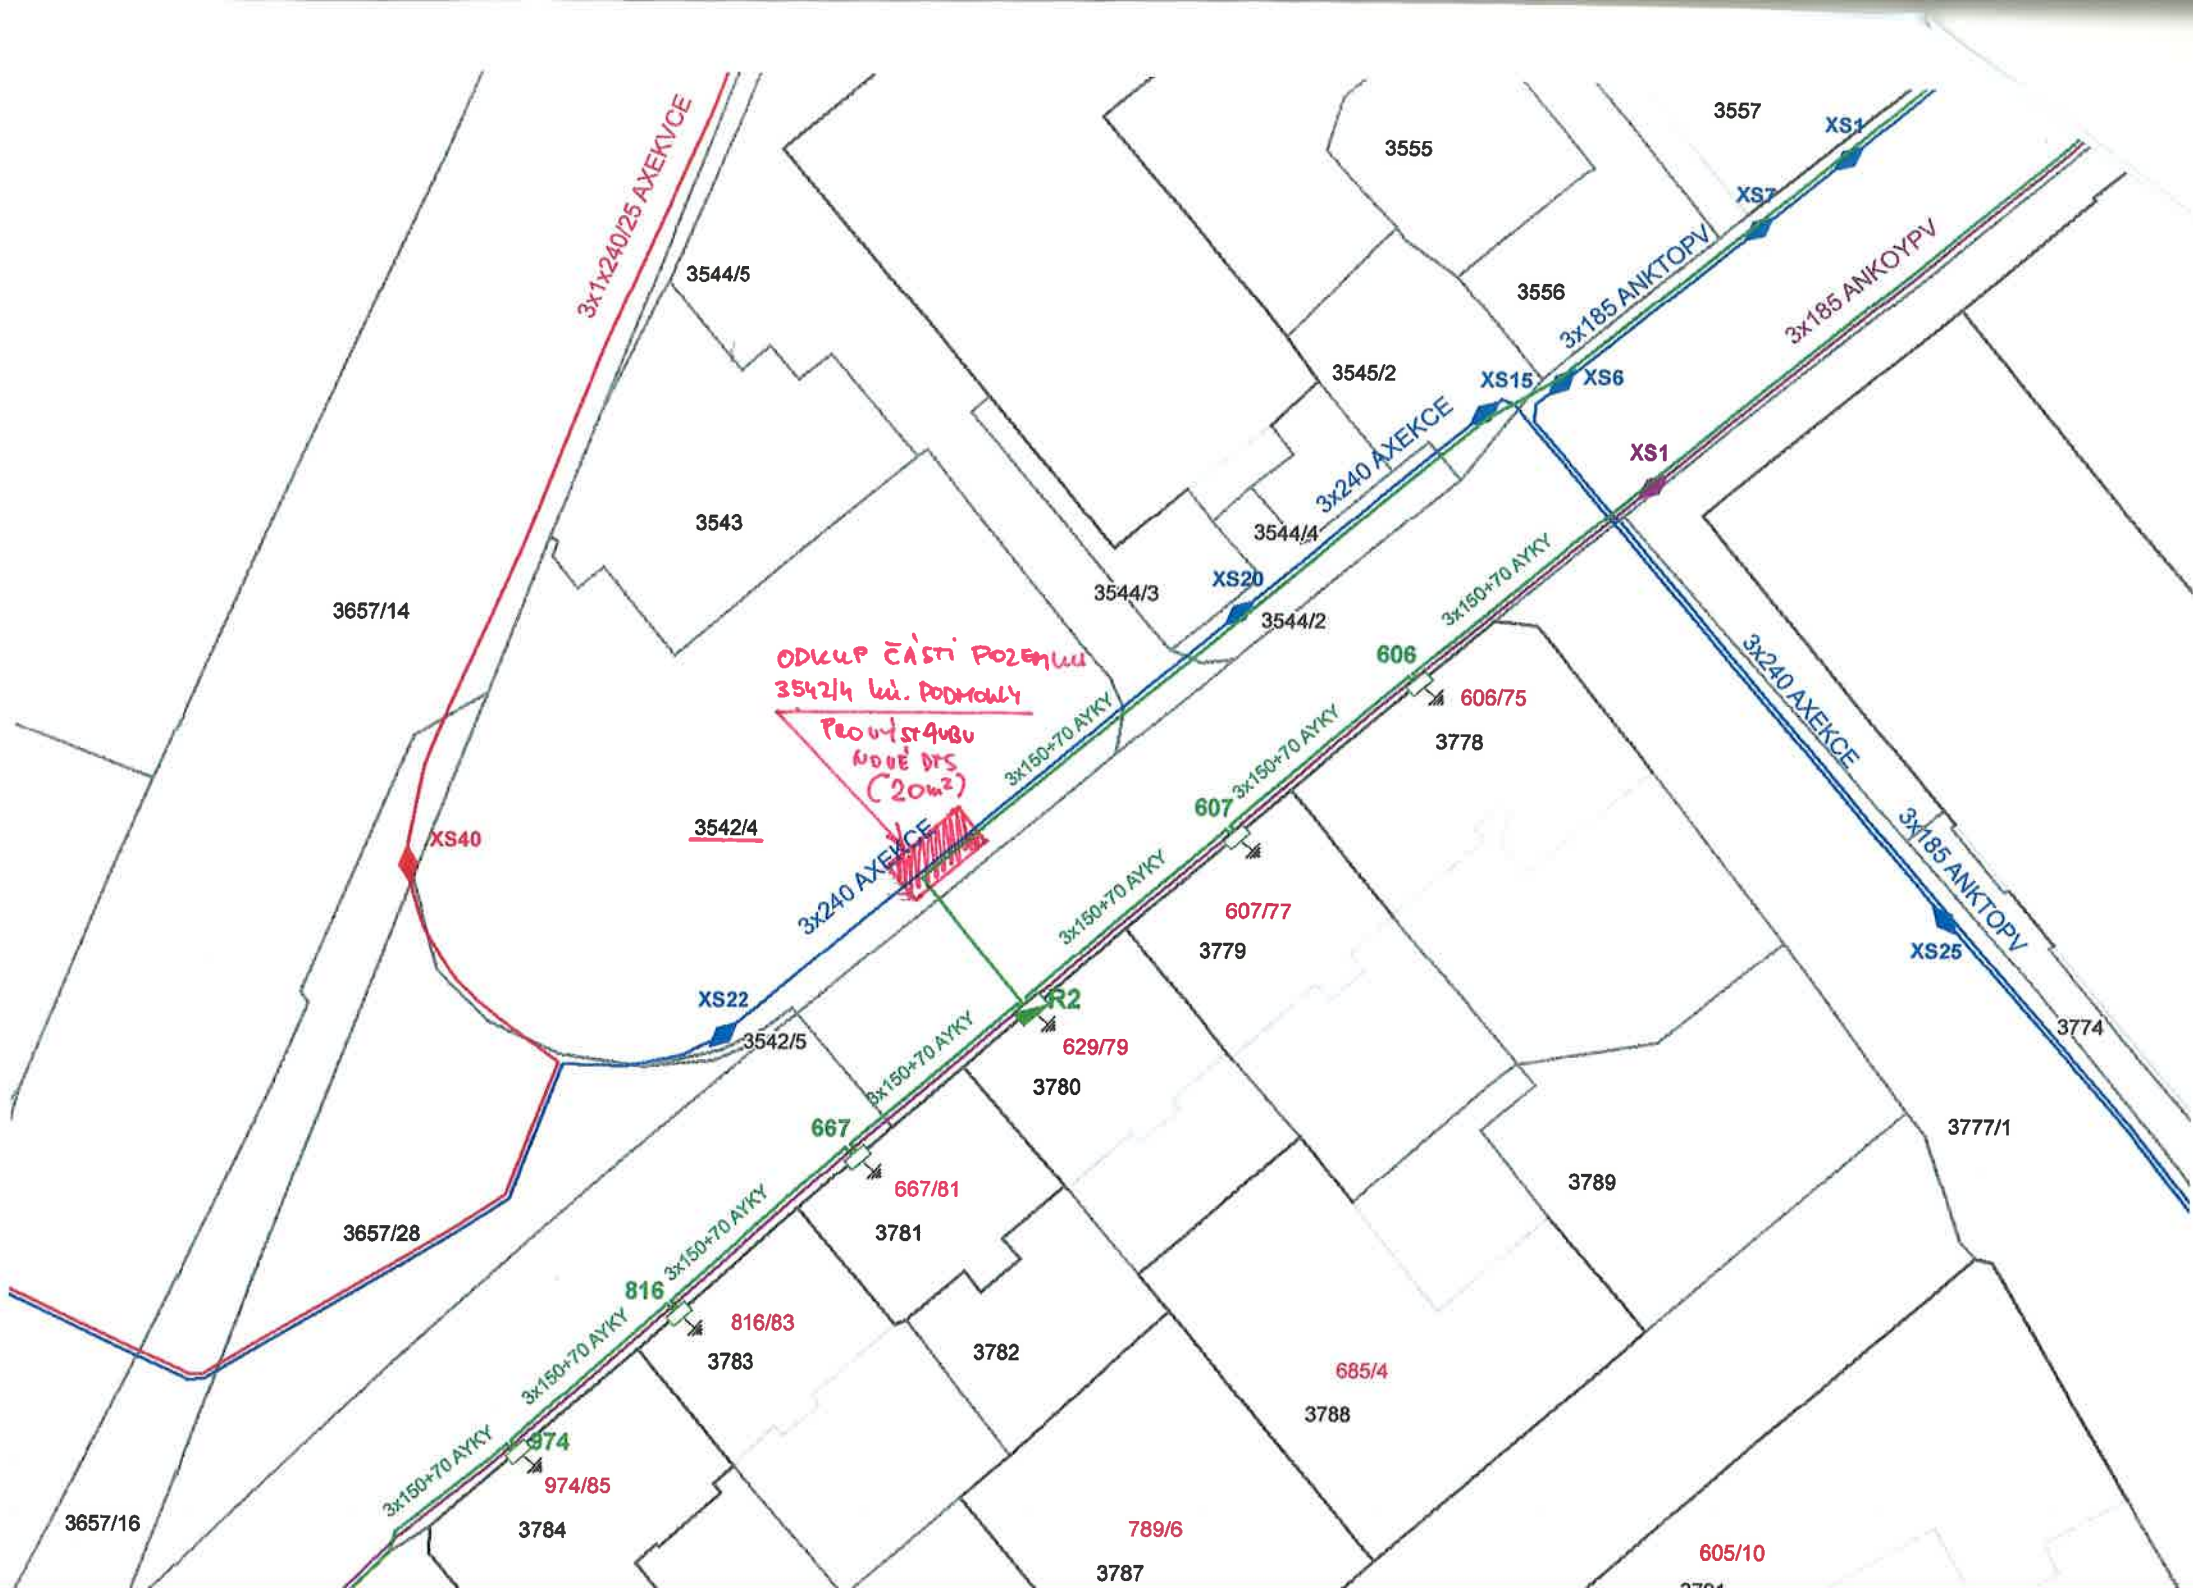 3557
XS1
3555
3x1x240/25 AXEKVCE
XS7
3544/5
3556
3x185 ANKTOPV
3x185 ANKOYPV
3545/2
XS15
XS6
3x240 AXEKCE
XS1
3543
3544/4
3657/14
3544/3
XS20
3544/2
3x150+70 AYKY
ODKUP ČÁSTI POZEMKU
3542/4 k.ú. PODMOKLY
PRO VÝSTAVBU
NOVÉ DTS
(20m²)
606
606/75
3778
3x240 AXEKCE
3x150+70 AYKY
3x150+70 AYKY
607
3542/4
XS40
3x240 AXEKCE
3x185 ANKTOPV
3x150+70 AYKY
607/77
3779
XS25
XS22
3542/5
R2
3774
629/79
3780
3x150+70 AYKY
667
3777/1
667/81
3789
3657/28
3781
3x150+70 AYKY
816
816/83
3783
3782
685/4
3788
3x150+70 AYKY
974
3x150+70 AYKY
974/85
3657/16
3784
789/6
3787
605/10